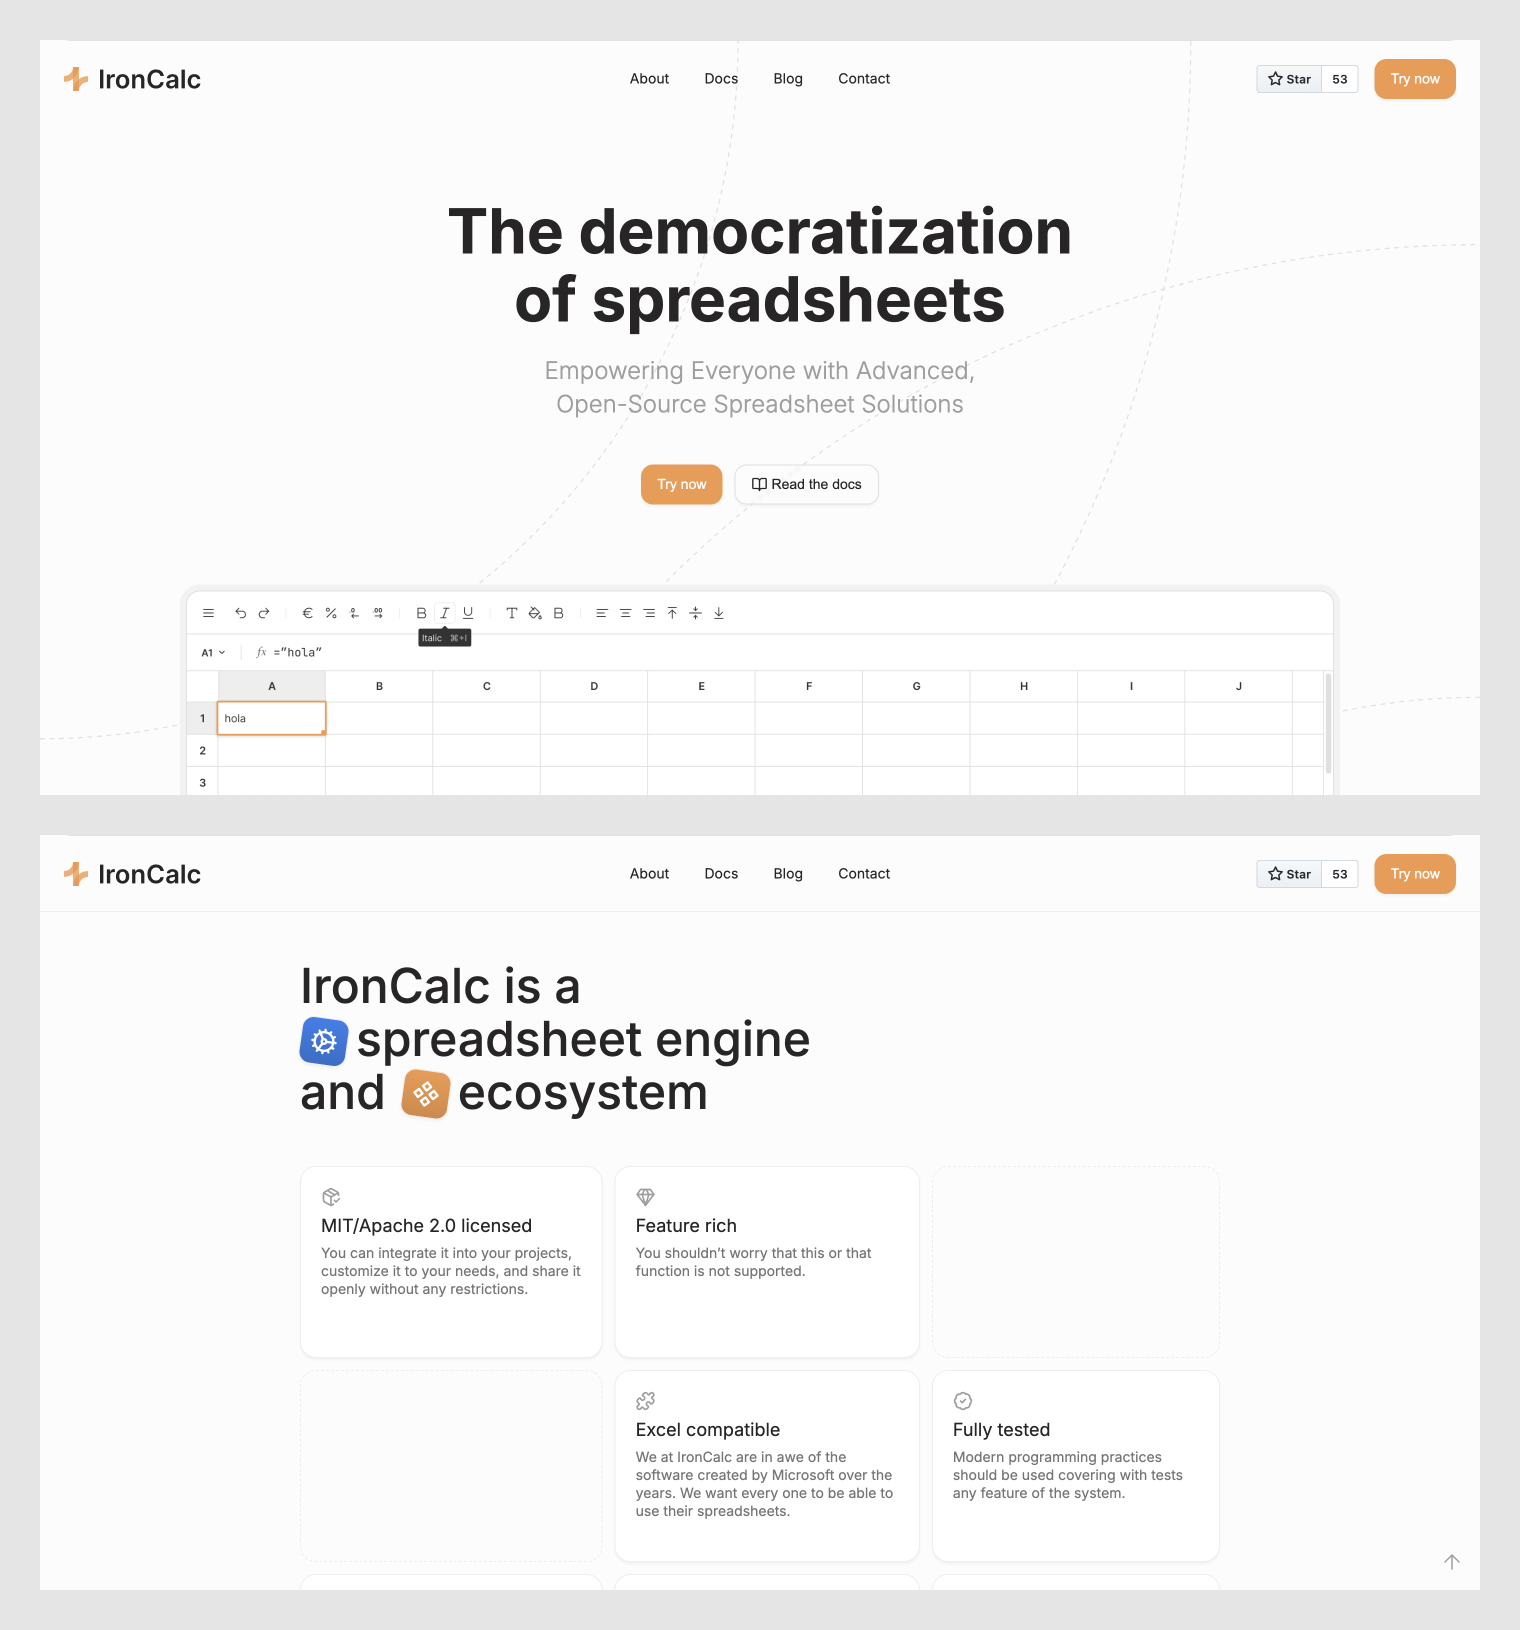 IronCalc
About Docs Blog Contact
Star 53
Try now
The democratization
of spreadsheets
Empowering Everyone with Advanced,
Open-Source Spreadsheet Solutions
Try now
Read the docs
€ % .0 .00 B I U T B
Italic ⌘+I
A1 fx =”hola”
A B C D E F G H I J
1 hola
2
3
IronCalc
About Docs Blog Contact
Star 53
Try now
IronCalc is a
spreadsheet engine
and ecosystem
MIT/Apache 2.0 licensed
You can integrate it into your projects,
customize it to your needs, and share it
openly without any restrictions.
Feature rich
You shouldn’t worry that this or that
function is not supported.
Excel compatible
We at IronCalc are in awe of the
software created by Microsoft over the
years. We want every one to be able to
use their spreadsheets.
Fully tested
Modern programming practices
should be used covering with tests
any feature of the system.